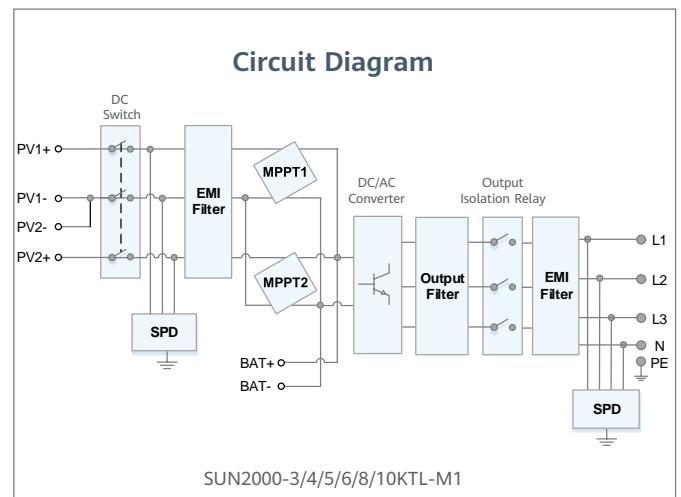 Circuit Diagram
DC
Switch
PV1+
PV1-
PV2-
PV2+
EMI
Filter
MPPT1
MPPT2
SPD
BAT+
BAT-
DC/AC
Converter
Output
Filter
Output
Isolation Relay
EMI
Filter
L1
L2
L3
N
PE
SPD
SUN2000-3/4/5/6/8/10KTL-M1